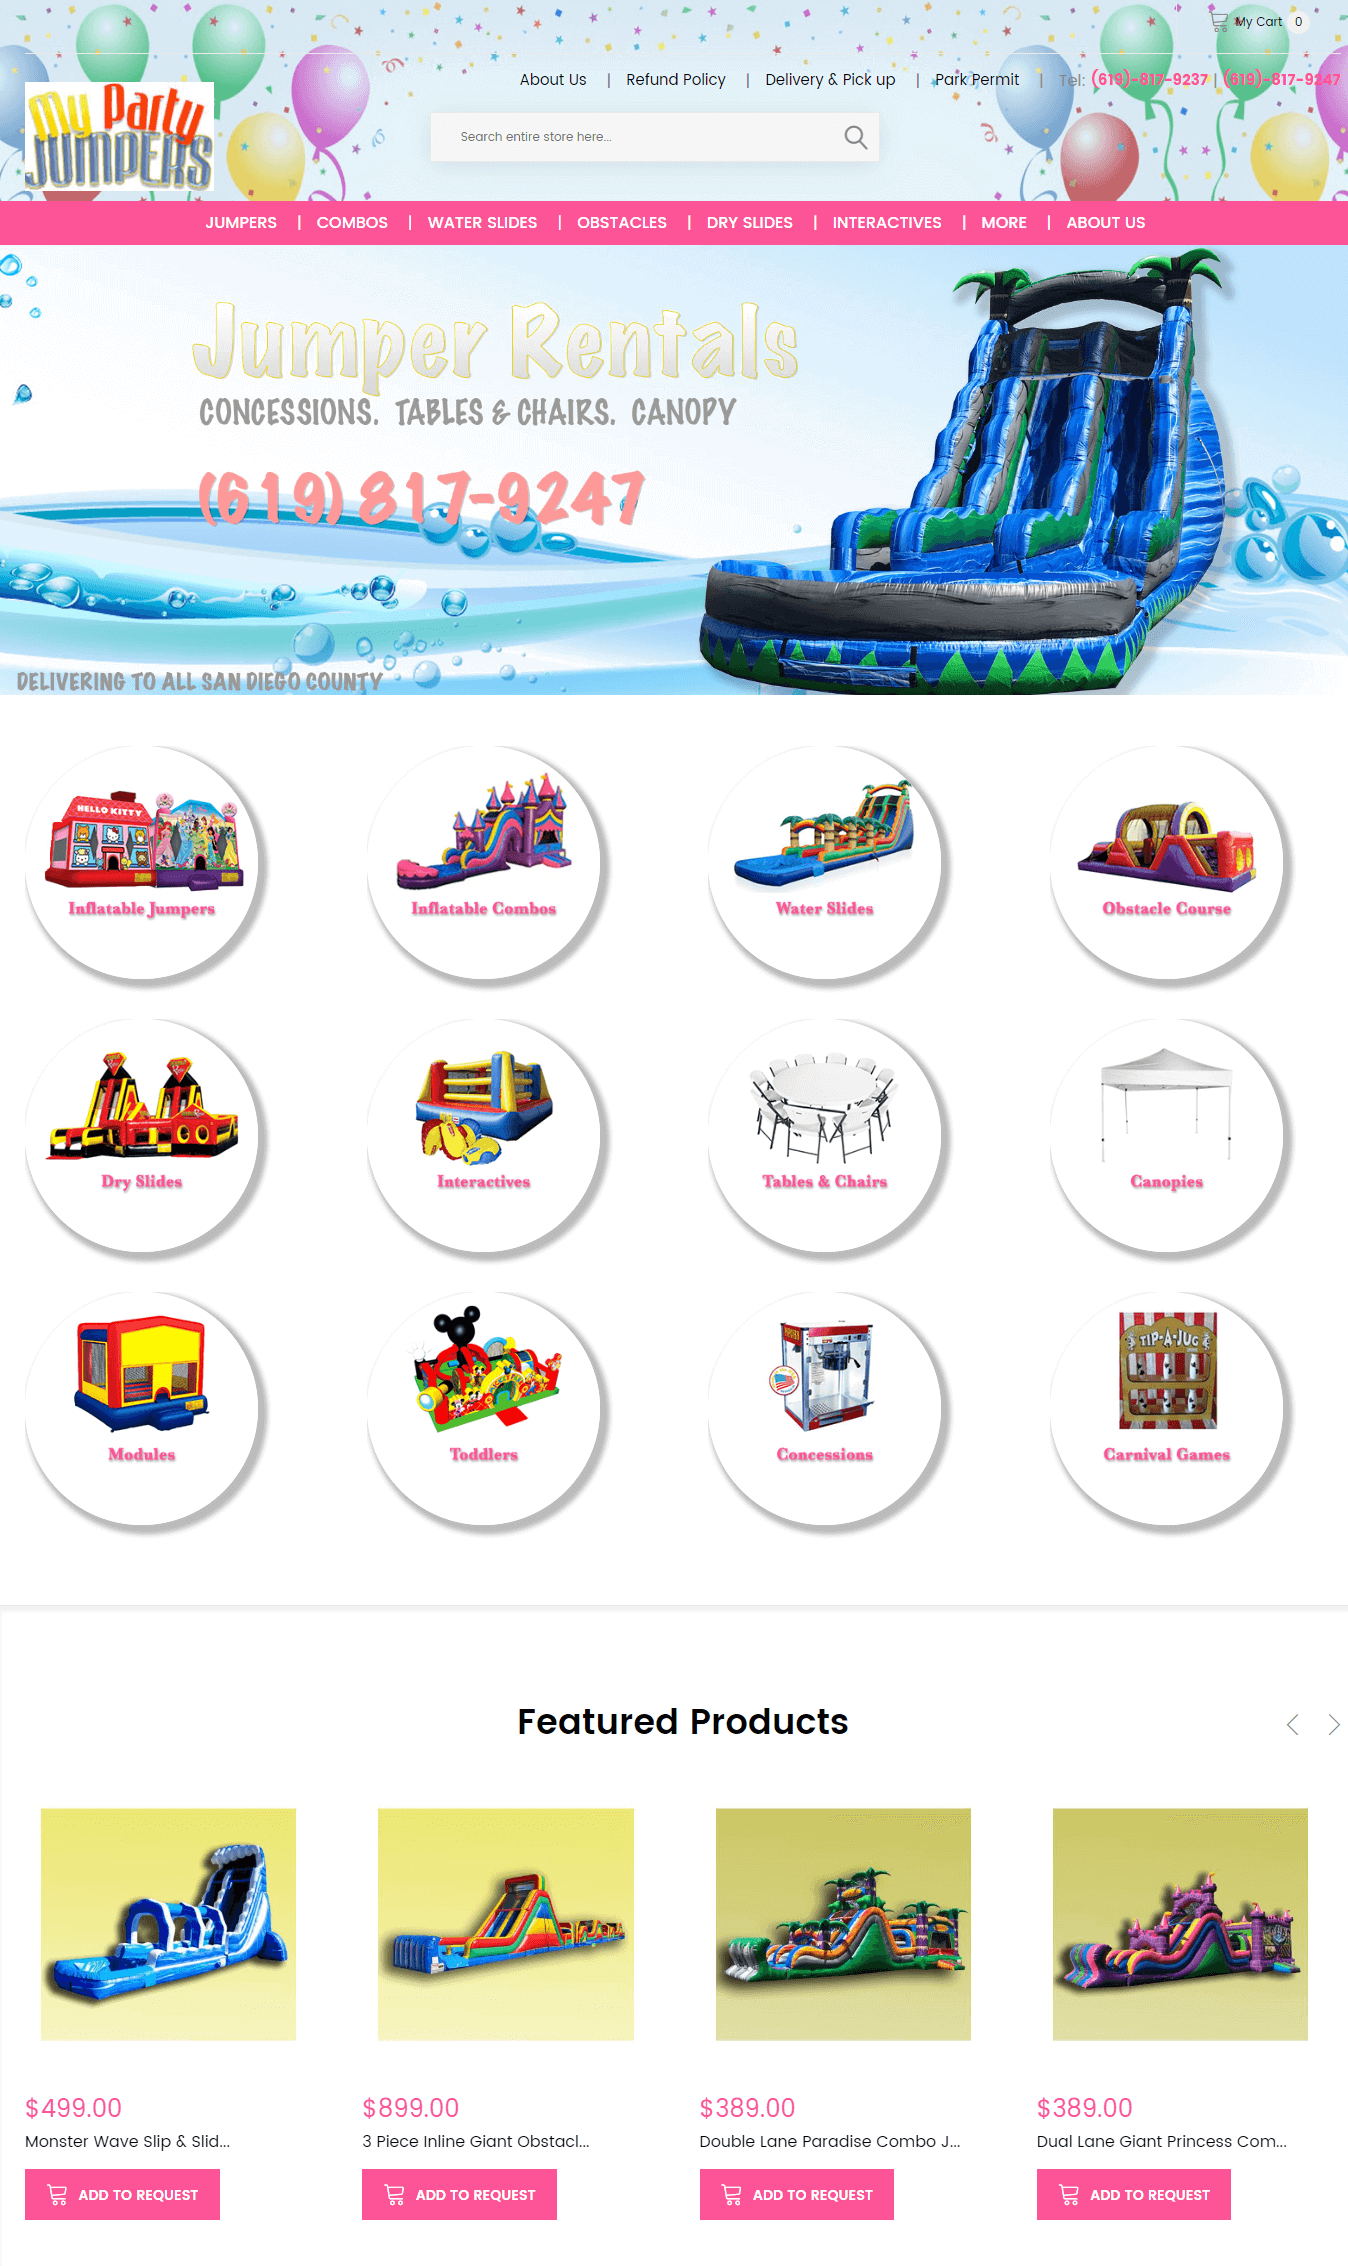 My Cart 0
About Us | Refund Policy | Delivery & Pick up | Park Permit | Tel: (619)-817-9237 | (619)-817-9247
My Party
JUMPERS
Search entire store here...
JUMPERS | COMBOS | WATER SLIDES | OBSTACLES | DRY SLIDES | INTERACTIVES | MORE | ABOUT US
Jumper Rentals
CONCESSIONS. TABLES & CHAIRS. CANOPY
(619) 817-9247
DELIVERING TO ALL SAN DIEGO COUNTY
HELLO KITTY
Inflatable Jumpers
Inflatable Combos
Water Slides
Obstacle Course
Dry Slides
Interactives
Tables & Chairs
Canopies
TIP-A-JUG
Modules
Toddlers
Concessions
Carnival Games
Featured Products
$499.00
Monster Wave Slip & Slid...
ADD TO REQUEST
$899.00
3 Piece Inline Giant Obstacl...
ADD TO REQUEST
$389.00
Double Lane Paradise Combo J...
ADD TO REQUEST
$389.00
Dual Lane Giant Princess Com...
ADD TO REQUEST